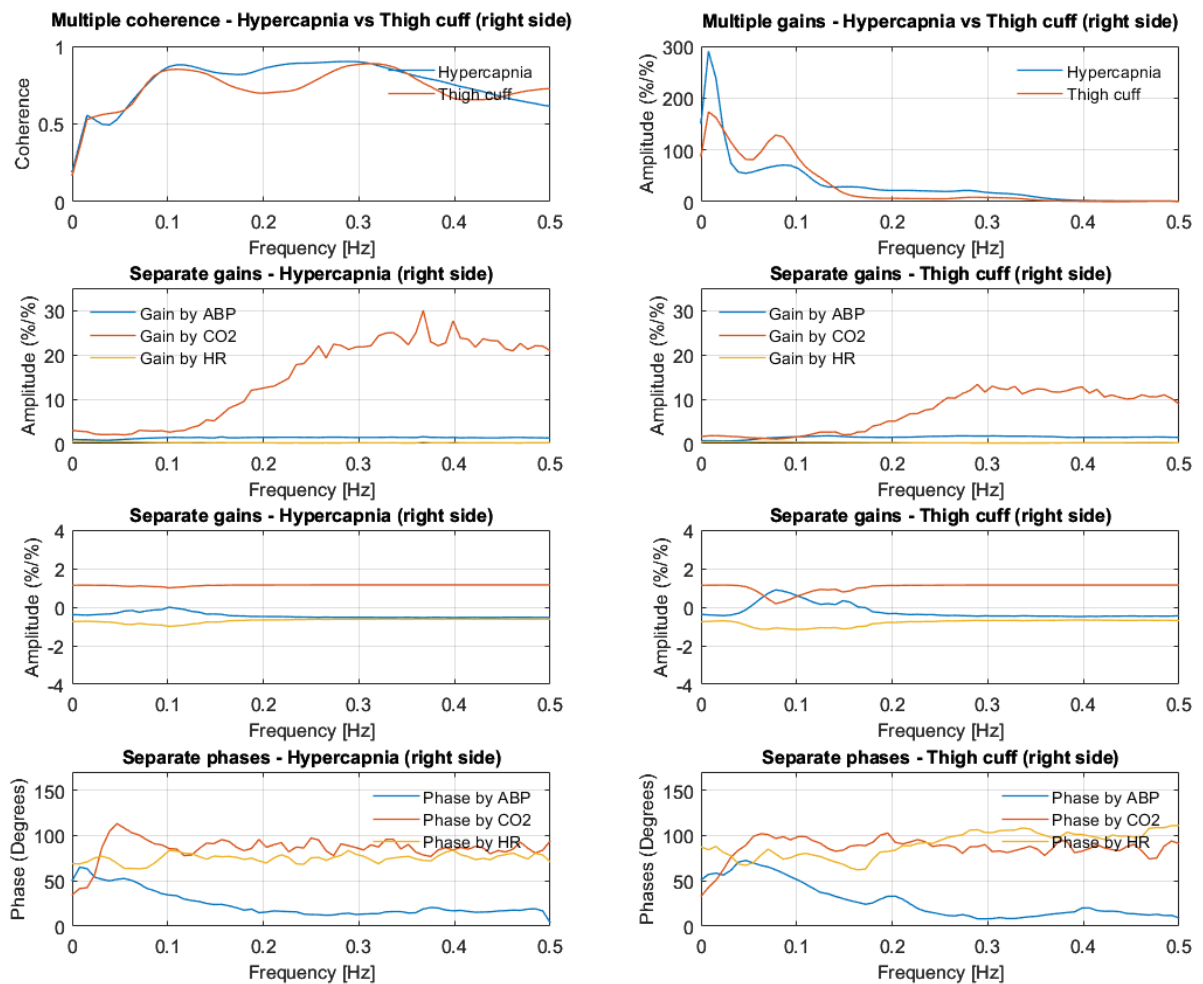 Multiple coherence - Hypercapnia vs Thigh cuff (right side)
Coherence
1
0.5
0
Hypercapnia
Thigh cuff
0 0.1 0.2 0.3 0.4 0.5
Frequency [Hz]
Multiple gains - Hypercapnia vs Thigh cuff (right side)
Amplitude (%/%)
300
200
100
0
Hypercapnia
Thigh cuff
0 0.1 0.2 0.3 0.4 0.5
Frequency [Hz]
Separate gains - Hypercapnia (right side)
Amplitude (%/%)
30
20
10
0
Gain by ABP
Gain by CO2
Gain by HR
0 0.1 0.2 0.3 0.4 0.5
Frequency [Hz]
Separate gains - Thigh cuff (right side)
Amplitude (%/%)
30
20
10
0
Gain by ABP
Gain by CO2
Gain by HR
0 0.1 0.2 0.3 0.4 0.5
Frequency [Hz]
Separate gains - Hypercapnia (right side)
Amplitude (%/%)
4
2
0
-2
-4
0 0.1 0.2 0.3 0.4 0.5
Frequency [Hz]
Separate gains - Thigh cuff (right side)
Amplitude (%/%)
4
2
0
-2
-4
0 0.1 0.2 0.3 0.4 0.5
Frequency [Hz]
Separate phases - Hypercapnia (right side)
Phase (Degrees)
150
100
50
0
Phase by ABP
Phase by CO2
Phase by HR
0 0.1 0.2 0.3 0.4 0.5
Frequency [Hz]
Separate phases - Thigh cuff (right side)
Phases (Degrees)
150
100
50
0
Phase by ABP
Phase by CO2
Phase by HR
0 0.1 0.2 0.3 0.4 0.5
Frequency [Hz]